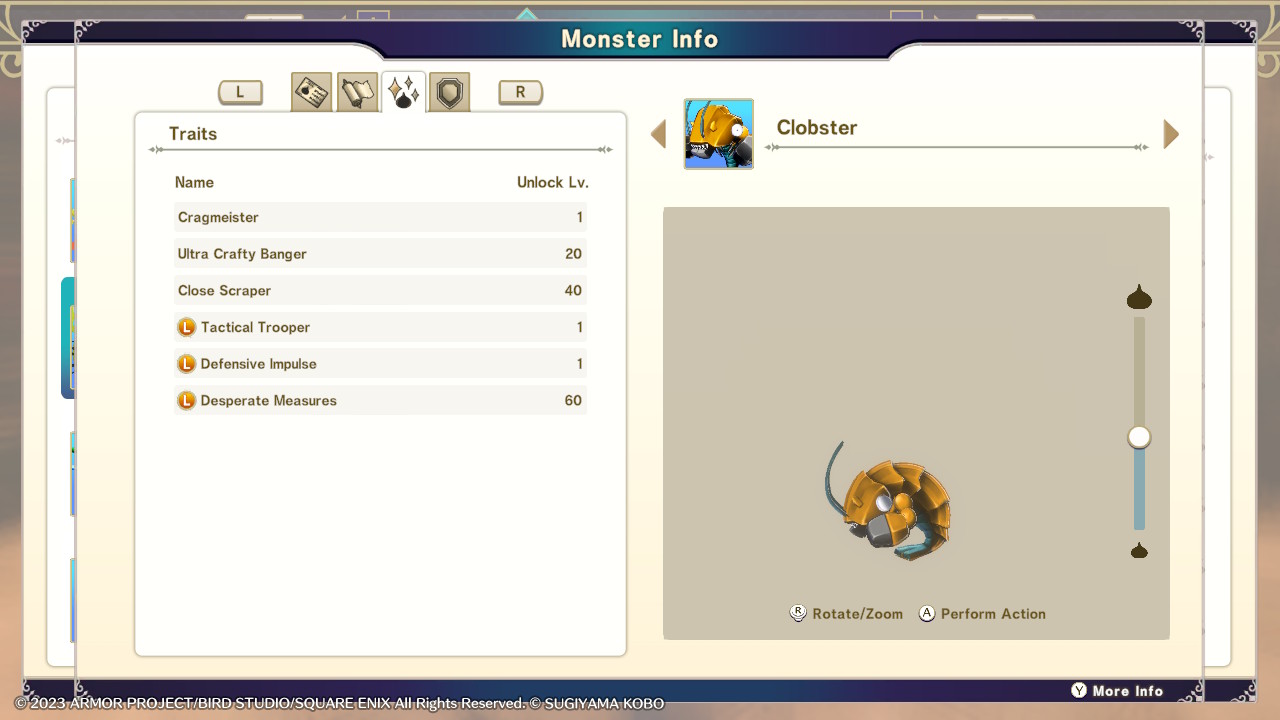 Monster Info
L
R
Traits
Name Unlock Lv.
Cragmeister 1
Ultra Crafty Banger 20
Close Scraper 40
L Tactical Trooper 1
L Defensive Impulse 1
L Desperate Measures 60
Clobster
R Rotate/Zoom A Perform Action
Y More Info
© 2023 ARMOR PROJECT/BIRD STUDIO/SQUARE ENIX All Rights Reserved. © SUGIYAMA KOBO